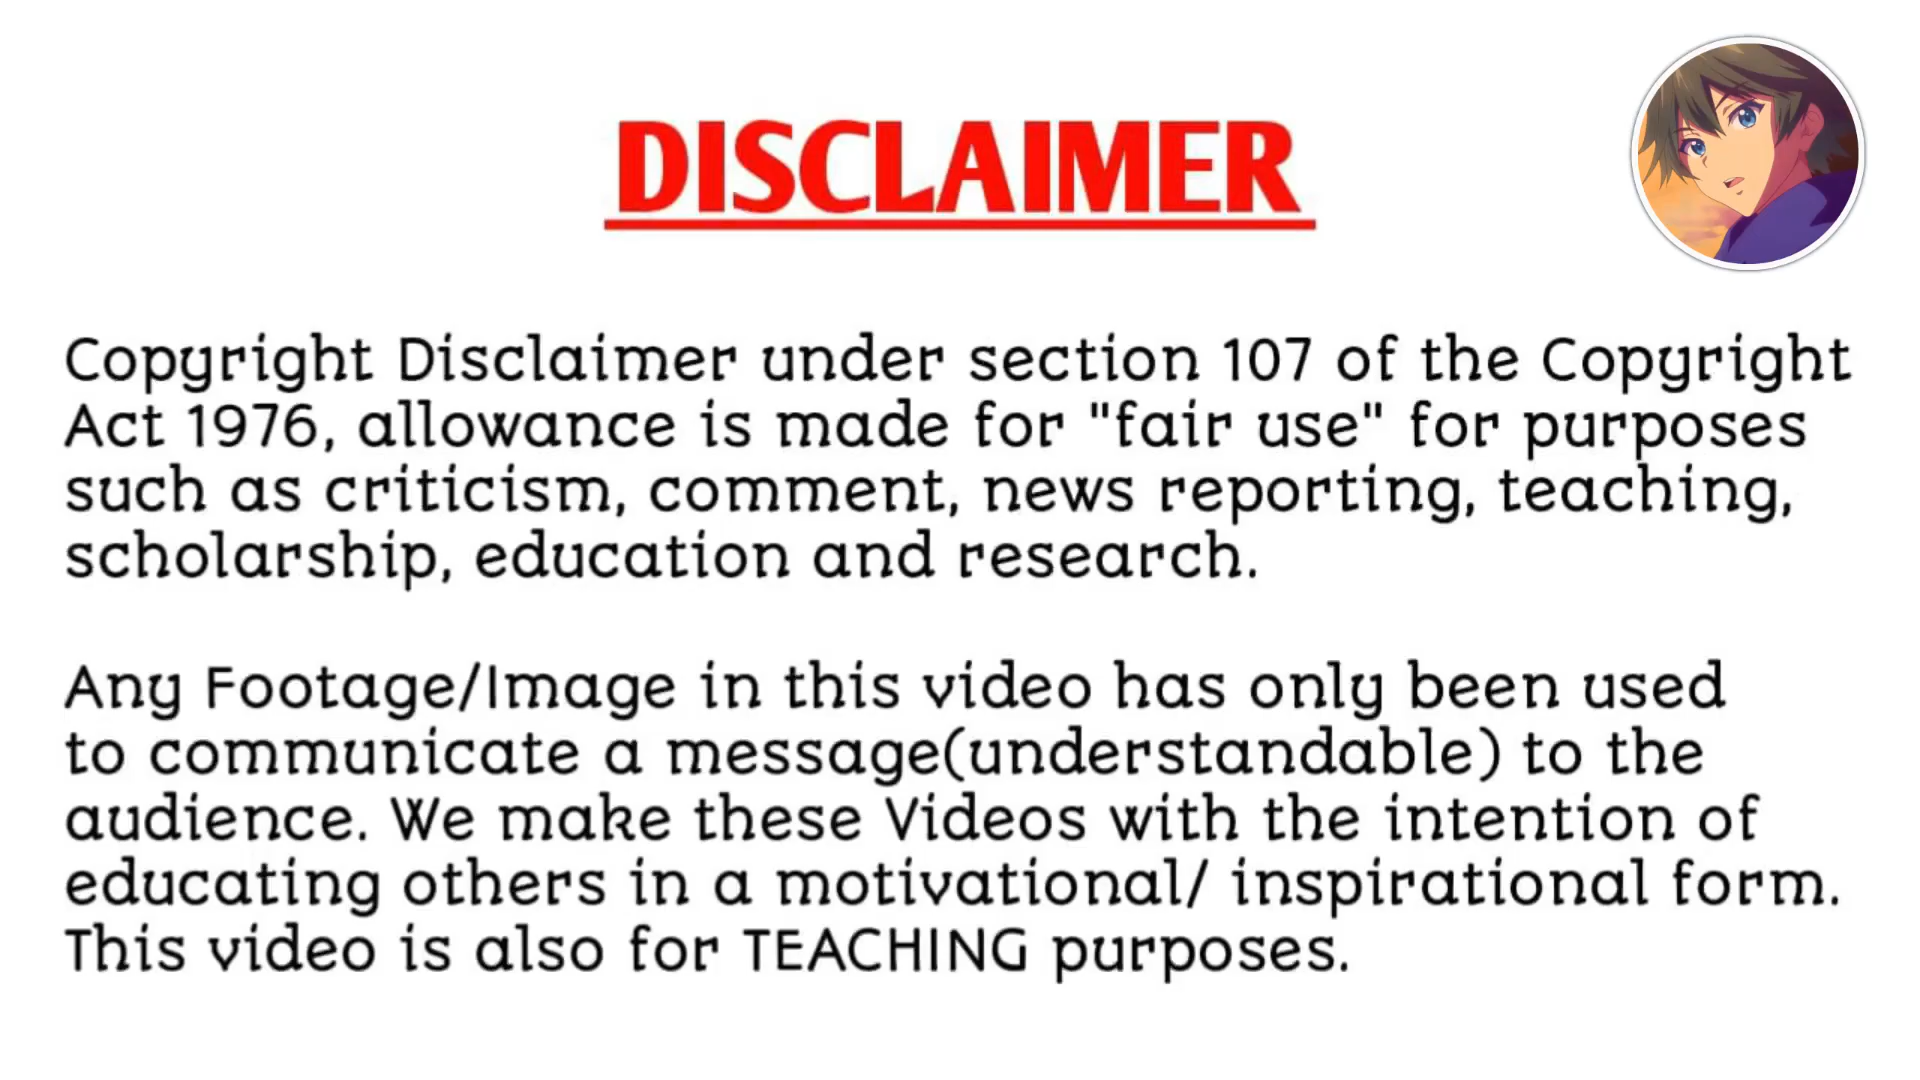 DISCLAIMER
Copyright Disclaimer under section 107 of the Copyright
Act 1976, allowance is made for "fair use" for purposes
such as criticism, comment, news reporting, teaching,
scholarship, education and research.
Any Footage/Image in this video has only been used
to communicate a message(understandable) to the
audience. We make these Videos with the intention of
educating others in a motivational/ inspirational form.
This video is also for TEACHING purposes.